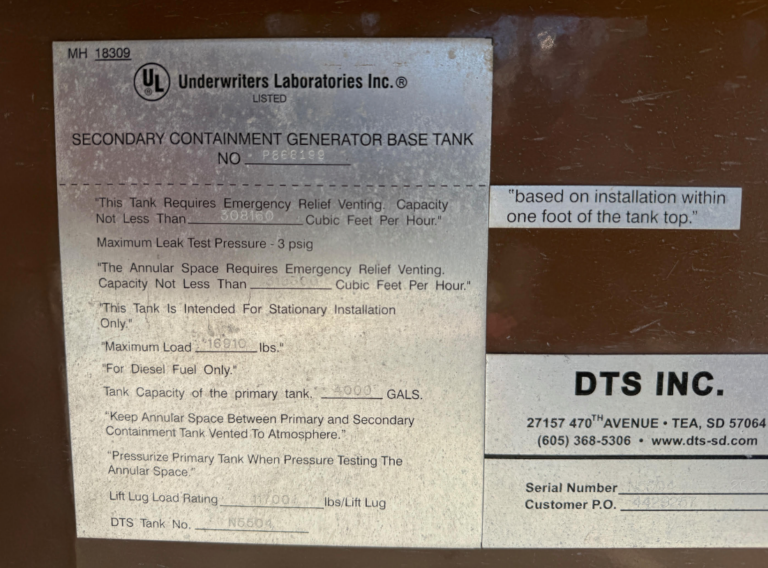 MH 18309
UL Underwriters Laboratories Inc.®
LISTED
SECONDARY CONTAINMENT GENERATOR BASE TANK
NO
"This Tank Requires Emergency Relief Venting. Capacity
Not Less Than 308160 Cubic Feet Per Hour."
Maximum Leak Test Pressure - 3 psig
"The Annular Space Requires Emergency Relief Venting.
Capacity Not Less Than Cubic Feet Per Hour."
"This Tank Is Intended For Stationary Installation
Only."
"Maximum Load 16910 lbs."
"For Diesel Fuel Only."
Tank Capacity of the primary tank. 4000 GALS.
"Keep Annular Space Between Primary and Secondary
Containment Tank Vented To Atmosphere."
"Pressurize Primary Tank When Pressure Testing The
Annular Space."
Lift Lug Load Rating 11700 lbs/Lift Lug
DTS Tank No. N5504
"based on installation within
one foot of the tank top."
DTS INC.
27157 470TH AVENUE • TEA, SD 57064
(605) 368-5306 • www.dts-sd.com
Serial Number
Customer P.O.